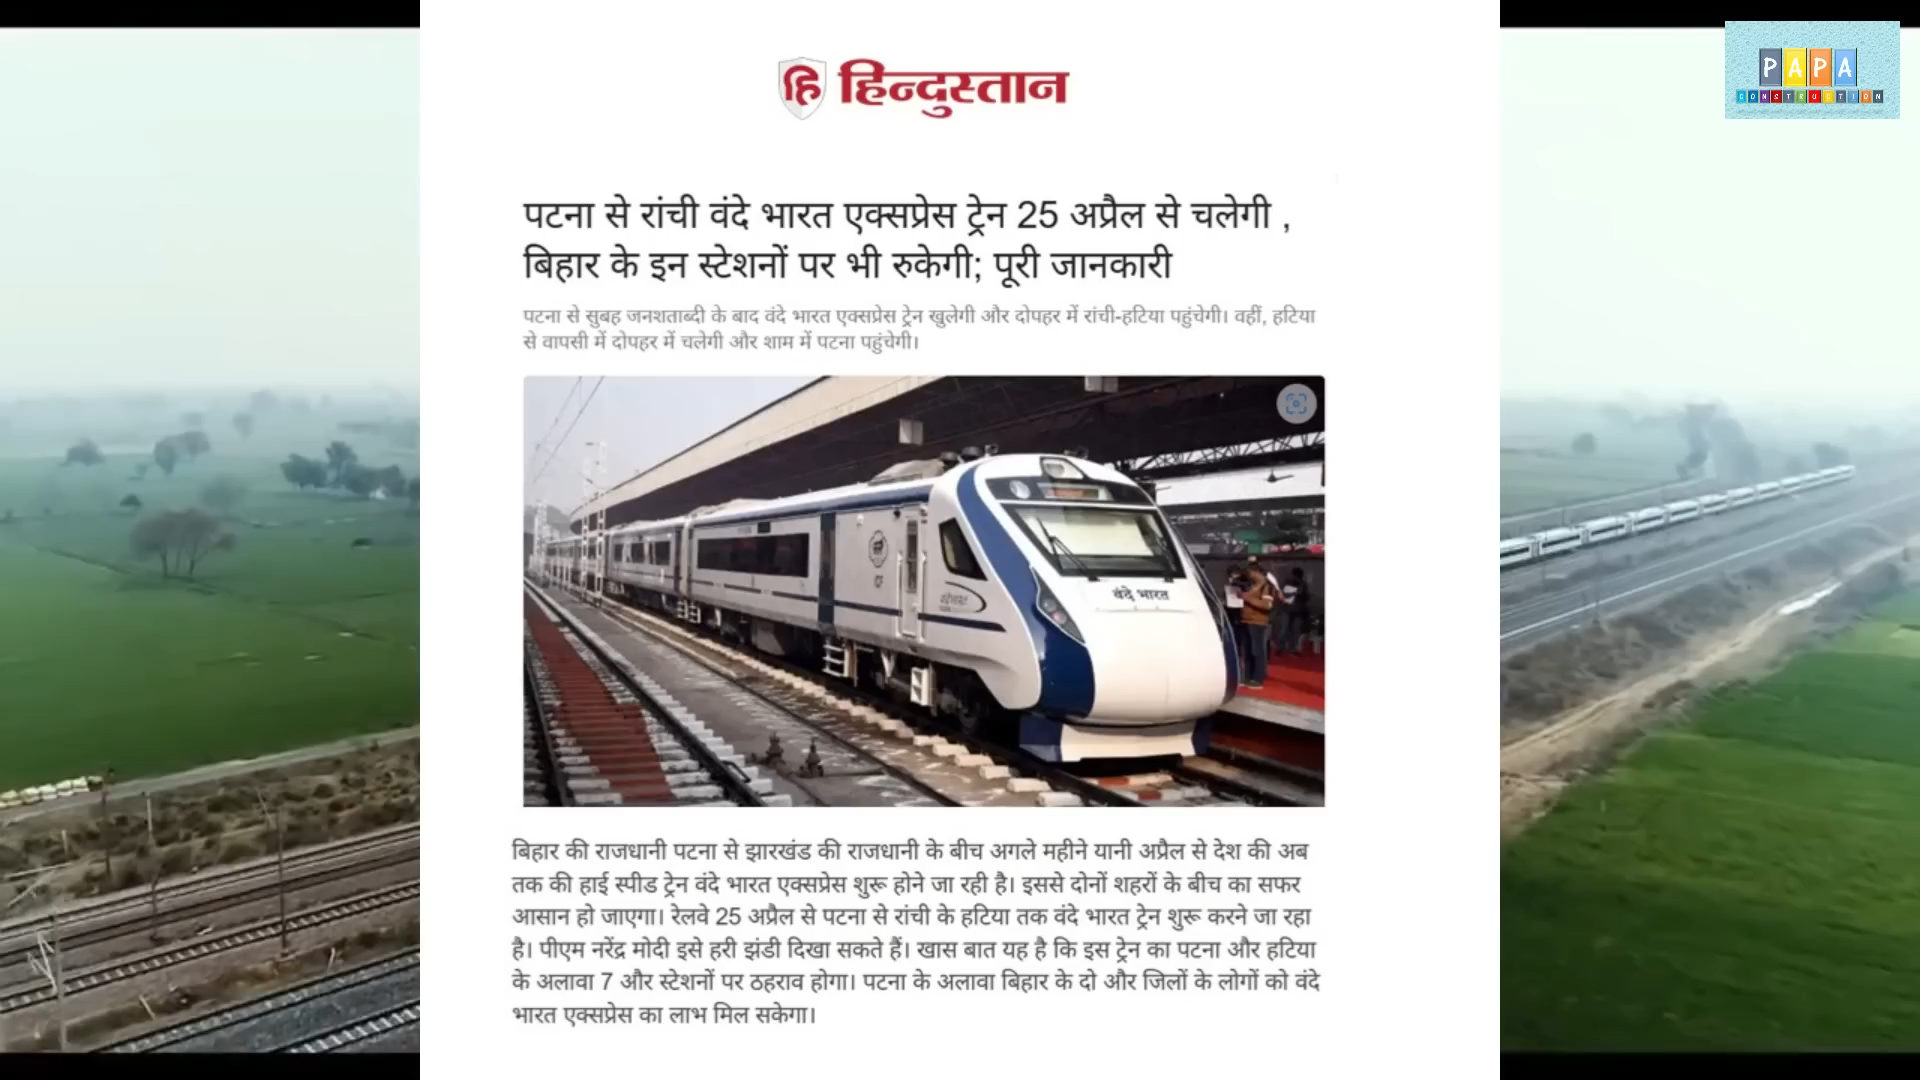 हि हिन्दुस्तान
PAPA
CONSTRUCTION
पटना से रांची वंदे भारत एक्सप्रेस ट्रेन 25 अप्रैल से चलेगी ,
बिहार के इन स्टेशनों पर भी रुकेगी; पूरी जानकारी
पटना से सुबह जनशताब्दी के बाद वंदे भारत एक्सप्रेस ट्रेन खुलेगी और दोपहर में रांची-हटिया पहुंचेगी। वहीं, हटिया
से वापसी में दोपहर में चलेगी और शाम में पटना पहुंचेगी।
वंदे भारत
बिहार की राजधानी पटना से झारखंड की राजधानी के बीच अगले महीने यानी अप्रैल से देश की अब
तक की हाई स्पीड ट्रेन वंदे भारत एक्सप्रेस शुरू होने जा रही है। इससे दोनों शहरों के बीच का सफर
आसान हो जाएगा। रेलवे 25 अप्रैल से पटना से रांची के हटिया तक वंदे भारत ट्रेन शुरू करने जा रहा
है। पीएम नरेंद्र मोदी इसे हरी झंडी दिखा सकते हैं। खास बात यह है कि इस ट्रेन का पटना और हटिया
के अलावा 7 और स्टेशनों पर ठहराव होगा। पटना के अलावा बिहार के दो और जिलों के लोगों को वंदे
भारत एक्सप्रेस का लाभ मिल सकेगा।